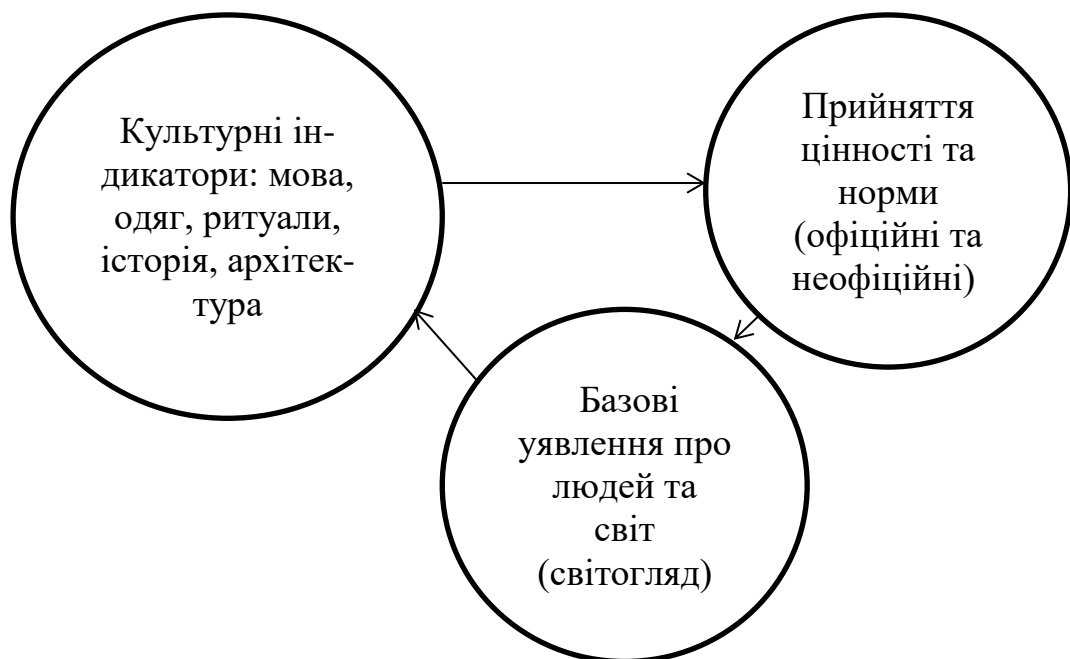 Культурні ін-
дикатори: мова,
одяг, ритуали,
історія, архітек-
тура
Прийняття
цінності та
норми
(офіційні та
неофіційні)
Базові
уявлення про
людей та
світ
(світогляд)